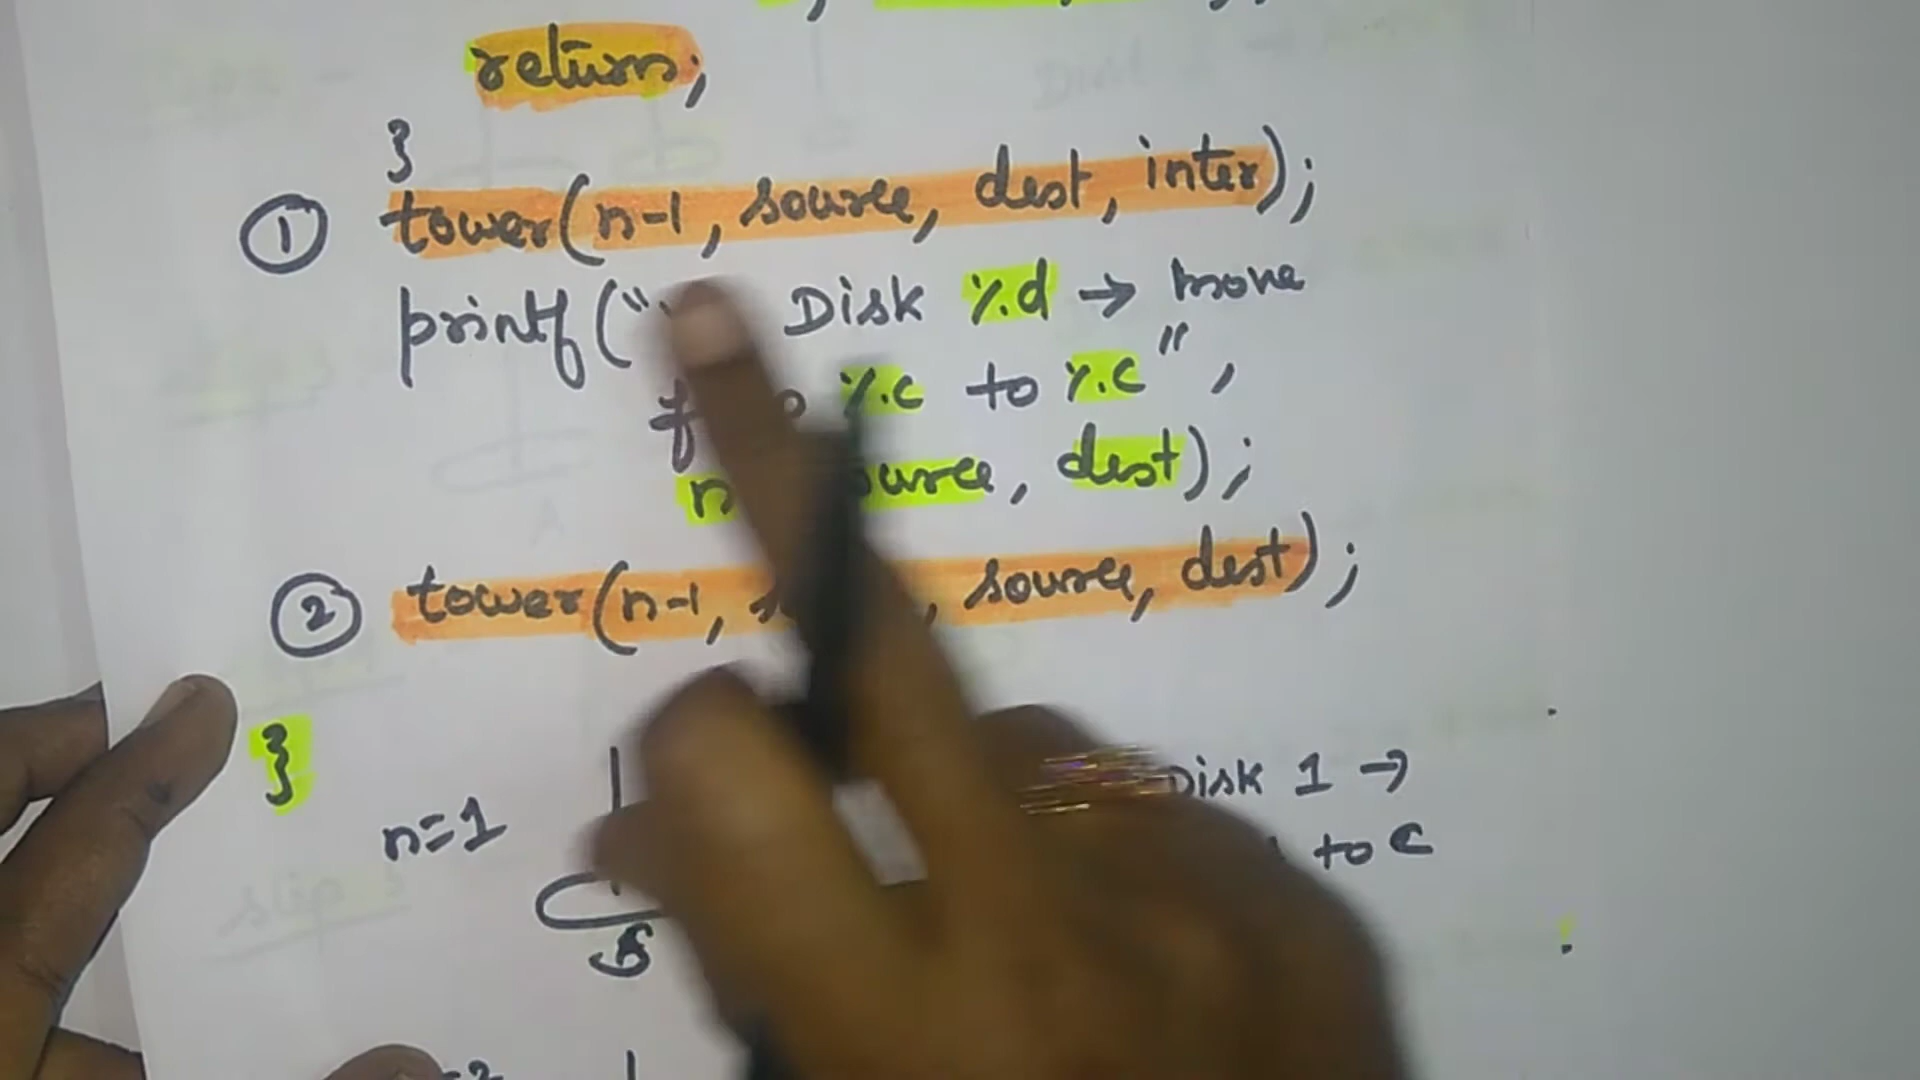 return;
}
① tower(n-1, source, dest, inter);
printf(" Disk %d → move
%c to %c",
n dest);
② tower(n-1, source, dest);
}
n=1 Disk 1 →
to C